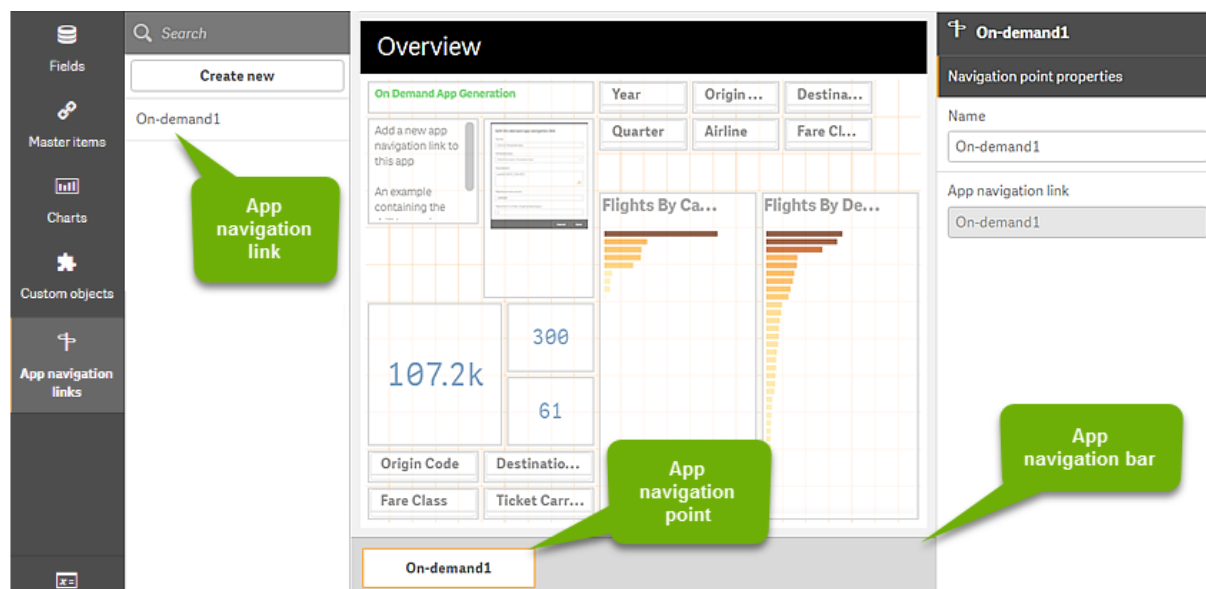 Fields
Master items
Charts
Custom objects
App navigation
links
Search
Create new
On-demand1
App
navigation
link
Overview
On Demand App Generation
Year
Origin ...
Destina...
Quarter
Airline
Fare Cl...
Add a new app
navigation link to
this app
An example
containing the
Flights By Ca...
Flights By De...
107.2k
300
61
Origin Code
Destinatio...
Fare Class
Ticket Carr...
App
navigation
point
On-demand1
App
navigation bar
On-demand1
Navigation point properties
Name
On-demand1
App navigation link
On-demand1